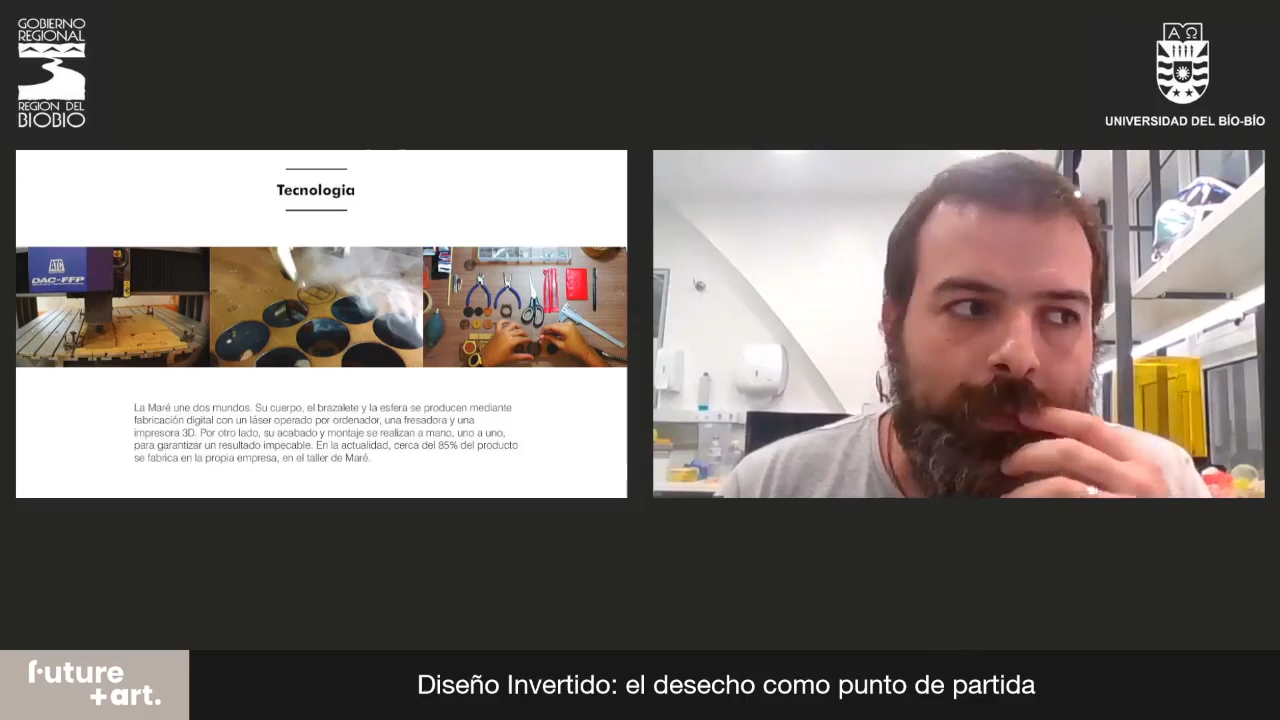 GOBIERNO
REGIONAL
REGION DEL
BIOBIO
Α Ω
UNIVERSIDAD DEL BÍO-BÍO
Tecnologia
ATC
DAC-FFP
La Maré une dos mundos. Su cuerpo, el brazalete y la esfera se producen mediante
fabricación digital con un láser operado por ordenador, una fresadora y una
impresora 3D. Por otro lado, su acabado y montaje se realizan a mano, uno a uno,
para garantizar un resultado impecable. En la actualidad, cerca del 85% del producto
se fabrica en la propia empresa, en el taller de Maré.
future
+art.
Diseño Invertido: el desecho como punto de partida